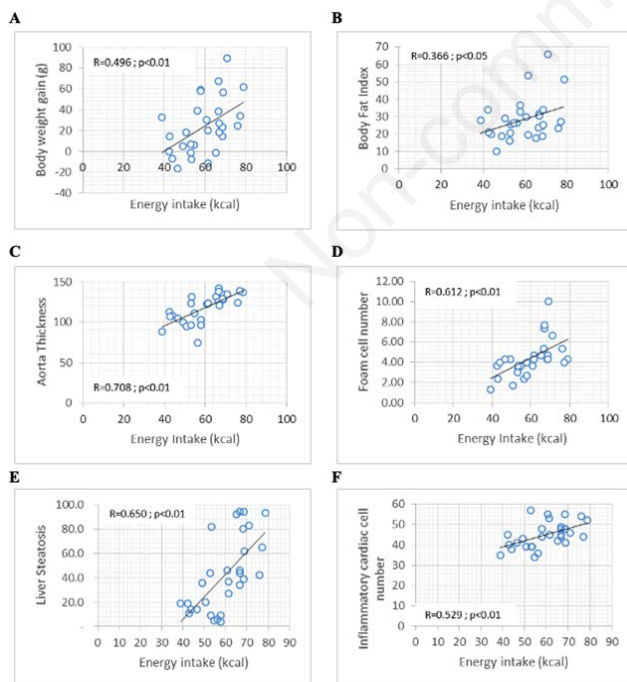 A
R=0.496 ; p<0.01
Body weight gain (g)
100
80
60
40
20
0
-20
-40
0 20 40 60 80 100
Energy intake (kcal)
B
R=0.366 ; p<0.05
Body Fat Index
70
60
50
40
30
20
10
0
0 20 40 60 80 100
Energy intake (kcal)
C
Aorta Thickness
150
100
50
0
R=0.708 ; p<0.01
0 20 40 60 80 100
Energy Intake (kcal)
D
R=0.612 ; p<0.01
Foam cell number
12.00
10.00
8.00
6.00
4.00
2.00
0.00
0 20 40 60 80 100
Energy Intake (kcal)
E
R=0.650 ; p<0.01
Liver Steatosis
100.0
80.0
60.0
40.0
20.0
-
0 10 20 30 40 50 60 70 80 90
Energy intake (kcal)
F
Inflammatory cardiac cell
number
60
50
40
30
20
10
0
R=0.529 ; p<0.01
0 10 20 30 40 50 60 70 80 90
Energy intake (kcal)
Non-comm